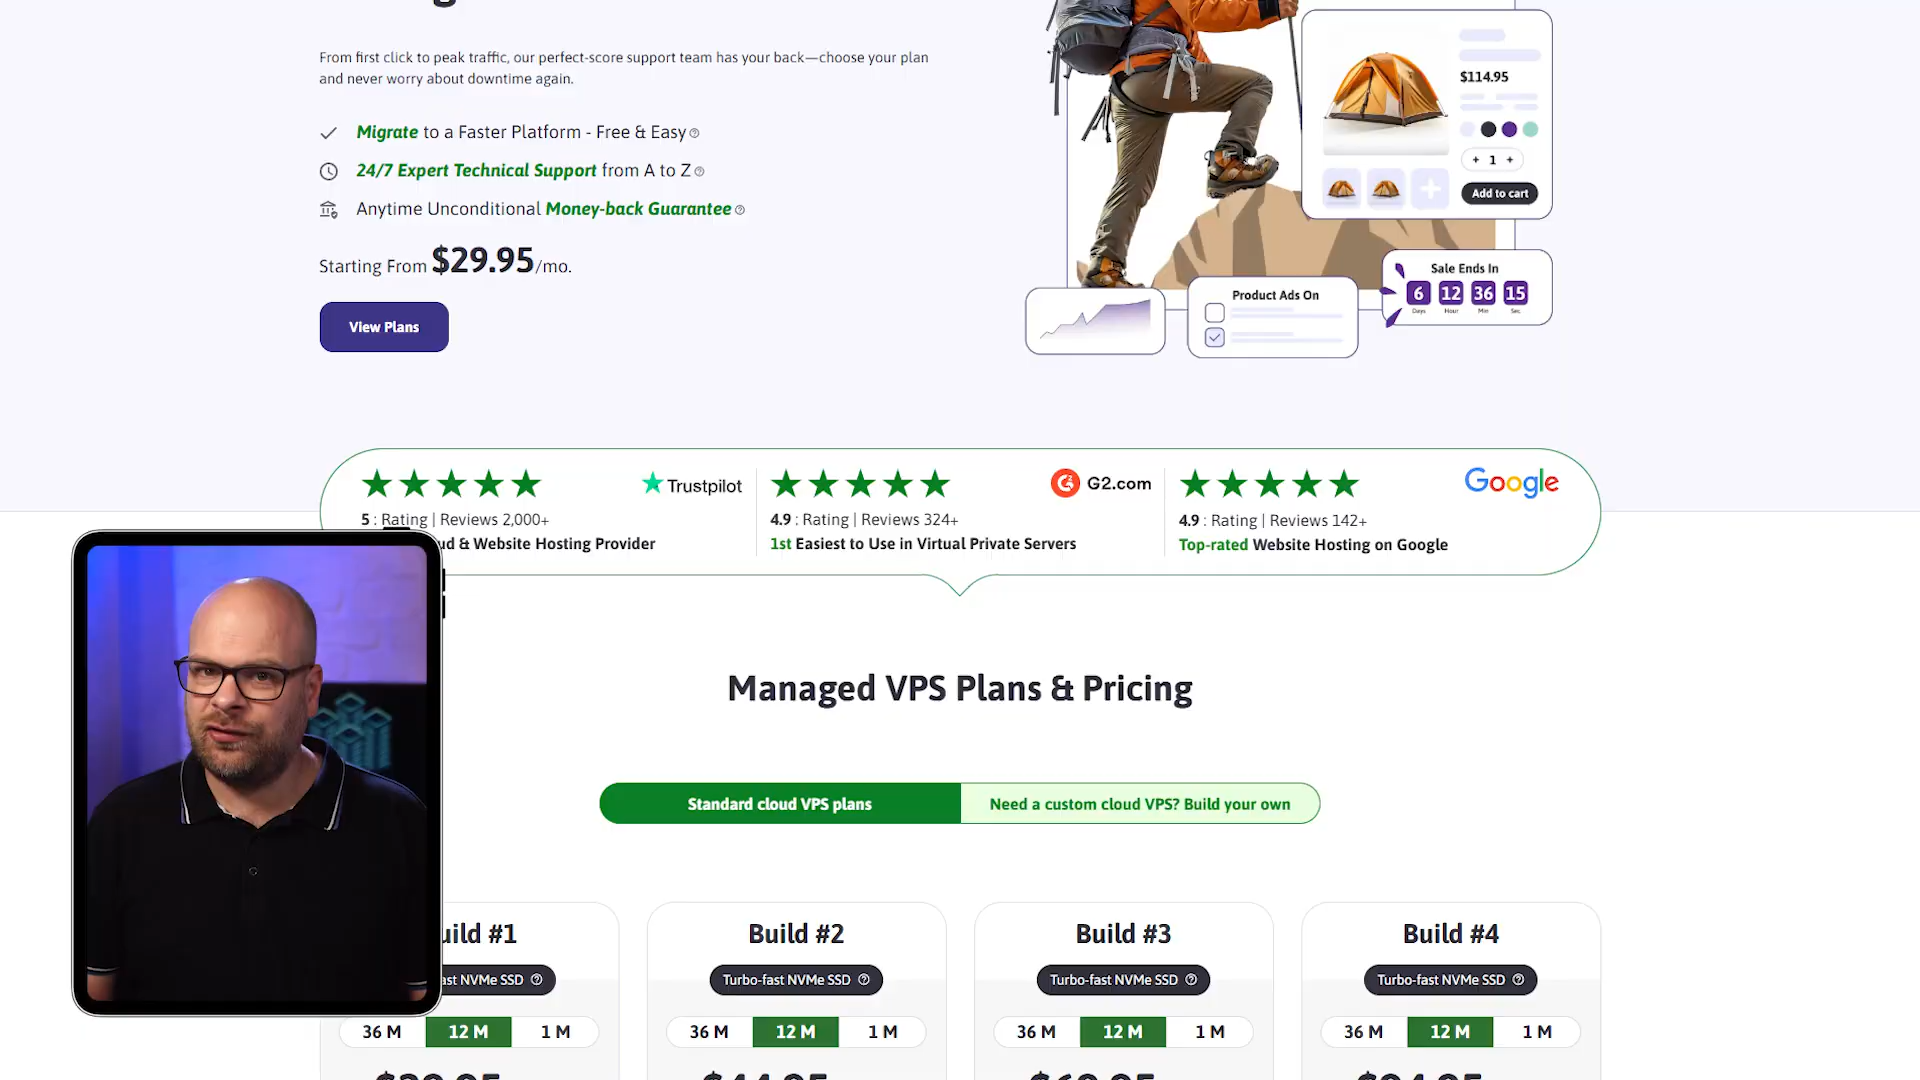 From first click to peak traffic, our perfect-score support team has your back—choose your plan
and never worry about downtime again.
Migrate to a Faster Platform - Free & Easy
24/7 Expert Technical Support from A to Z
Anytime Unconditional Money-back Guarantee
Starting From $29.95/mo.
View Plans
$114.95
+ 1 +
Add to cart
Sale Ends In
6 12 36 15
Days Hour Min Sec
Product Ads On
Trustpilot
5 : Rating | Reviews 2,000+
& Website Hosting Provider
G2.com
4.9 : Rating | Reviews 324+
1st Easiest to Use in Virtual Private Servers
Google
4.9 : Rating | Reviews 142+
Top-rated Website Hosting on Google
Managed VPS Plans & Pricing
Standard cloud VPS plans
Need a custom cloud VPS? Build your own
#1
NVMe SSD
36 M 12 M 1 M
Build #2
Turbo-fast NVMe SSD
36 M 12 M 1 M
Build #3
Turbo-fast NVMe SSD
36 M 12 M 1 M
Build #4
Turbo-fast NVMe SSD
36 M 12 M 1 M